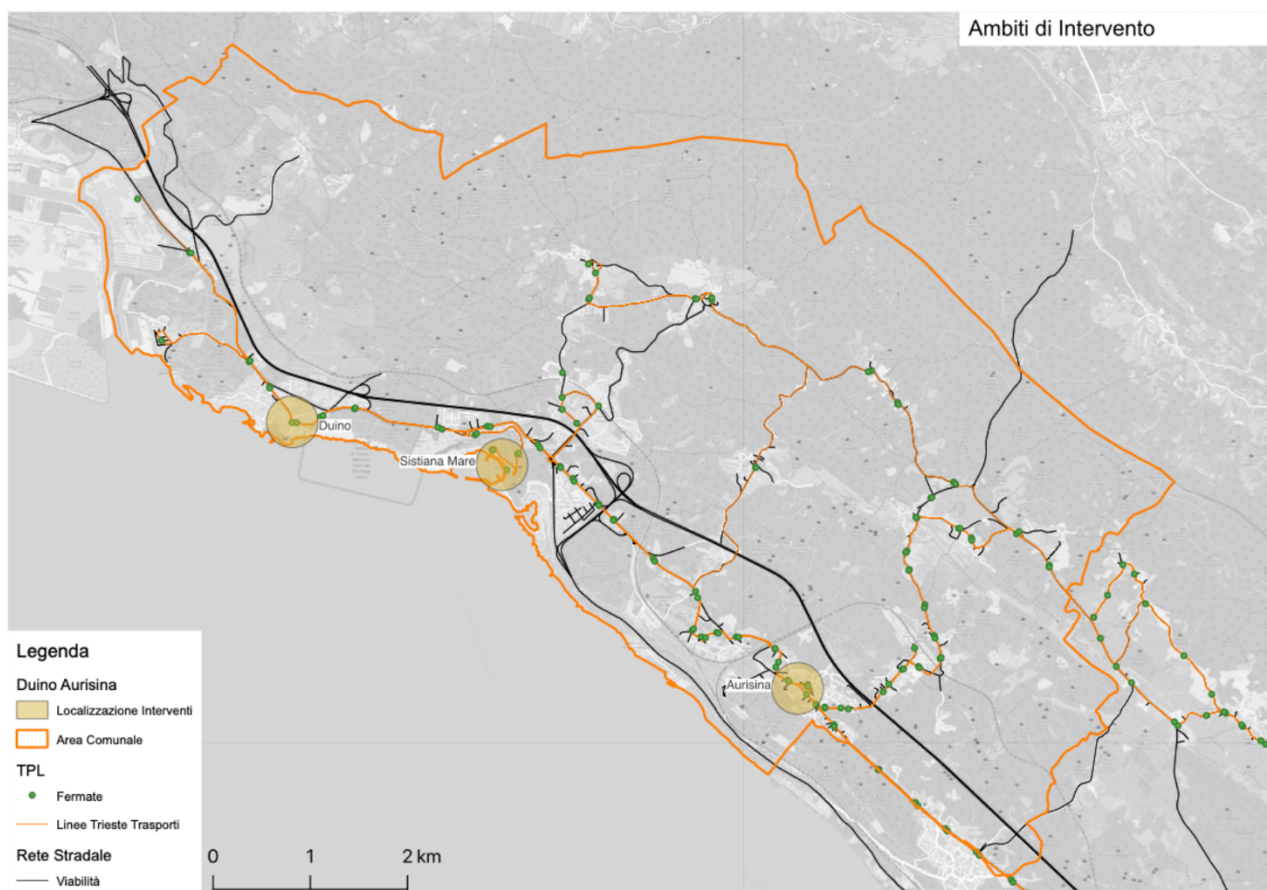 Ambiti di Intervento
Duino
Sistiana Mare
Aurisina
Legenda
Duino Aurisina
Localizzazione Interventi
Area Comunale
TPL
Fermate
Linee Trieste Trasporti
Rete Stradale
Viabilità
0 1 2 km